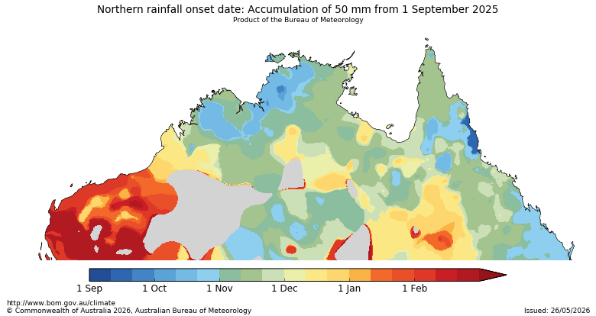 Northern rainfall onset date: Accumulation of 50 mm from 1 September 2025
Product of the Bureau of Meteorology
1 Sep 1 Oct 1 Nov 1 Dec 1 Jan 1 Feb
http://www.bom.gov.au/climate
© Commonwealth of Australia 2026, Australian Bureau of Meteorology Issued: 26/05/2026